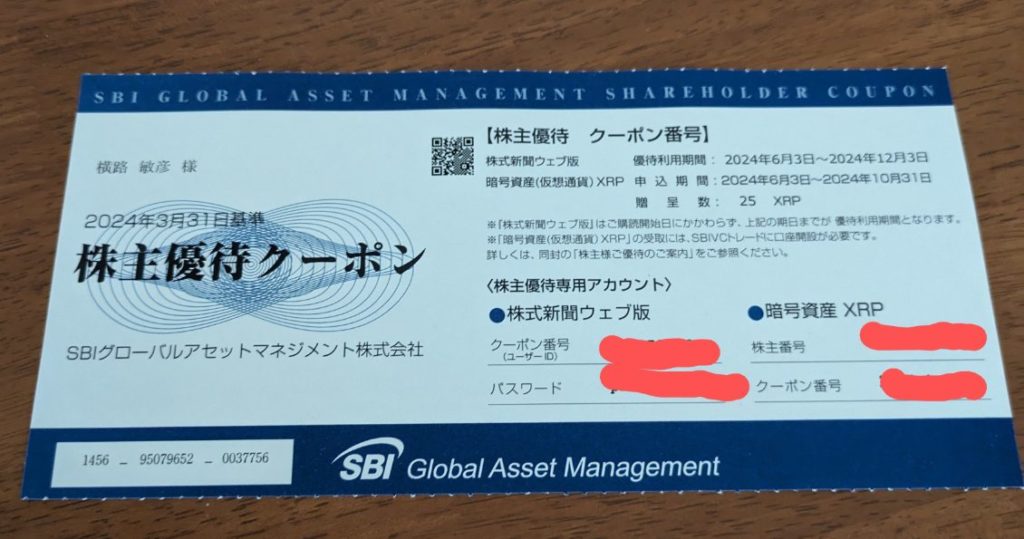 SBI GLOBAL ASSET MANAGEMENT SHAREHOLDER COUPON
横路 敏彦 様
2024年3月31日基準
株主優待クーポン
SBIグローバルアセットマネジメント株式会社
【株主優待 クーポン番号】
株式新聞ウェブ版 優待利用期間：2024年6月3日～2024年12月3日
暗号資産(仮想通貨)XRP 申込期間：2024年6月3日～2024年10月31日
贈呈数：25 XRP
※「株式新聞ウェブ版」はご購読開始日にかかわらず、上記の期日までが 優待利用期間となります。
※「暗号資産(仮想通貨)XRP」の受取には、SBIVCトレードに口座開設が必要です。
詳しくは、同封の「株主様ご優待のご案内」をご参照ください。
〈株主優待専用アカウント〉
●株式新聞ウェブ版
クーポン番号
(ユーザーID)
パスワード
●暗号資産 XRP
株主番号
クーポン番号
1456 - 95079652 - 0037756
SBI Global Asset Management